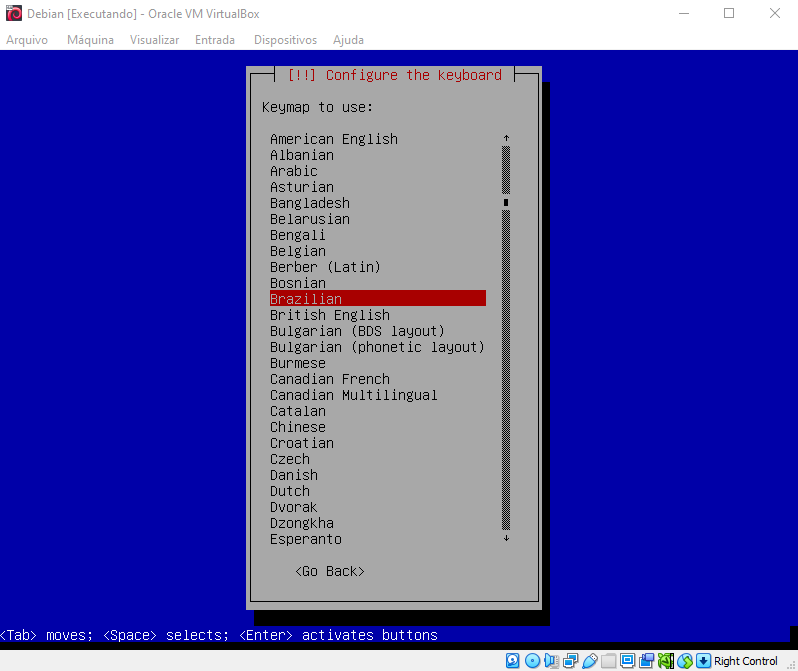 Debian [Executando] - Oracle VM VirtualBox
Arquivo Máquina Visualizar Entrada Dispositivos Ajuda
[!!] Configure the keyboard
Keymap to use:
American English
Albanian
Arabic
Asturian
Bangladesh
Belarusian
Bengali
Belgian
Berber (Latin)
Bosnian
Brazilian
British English
Bulgarian (BDS layout)
Bulgarian (phonetic layout)
Burmese
Canadian French
Canadian Multilingual
Catalan
Chinese
Croatian
Czech
Danish
Dutch
Dvorak
Dzongkha
Esperanto
<Go Back>
<Tab> moves; <Space> selects; <Enter> activates buttons
Right Control